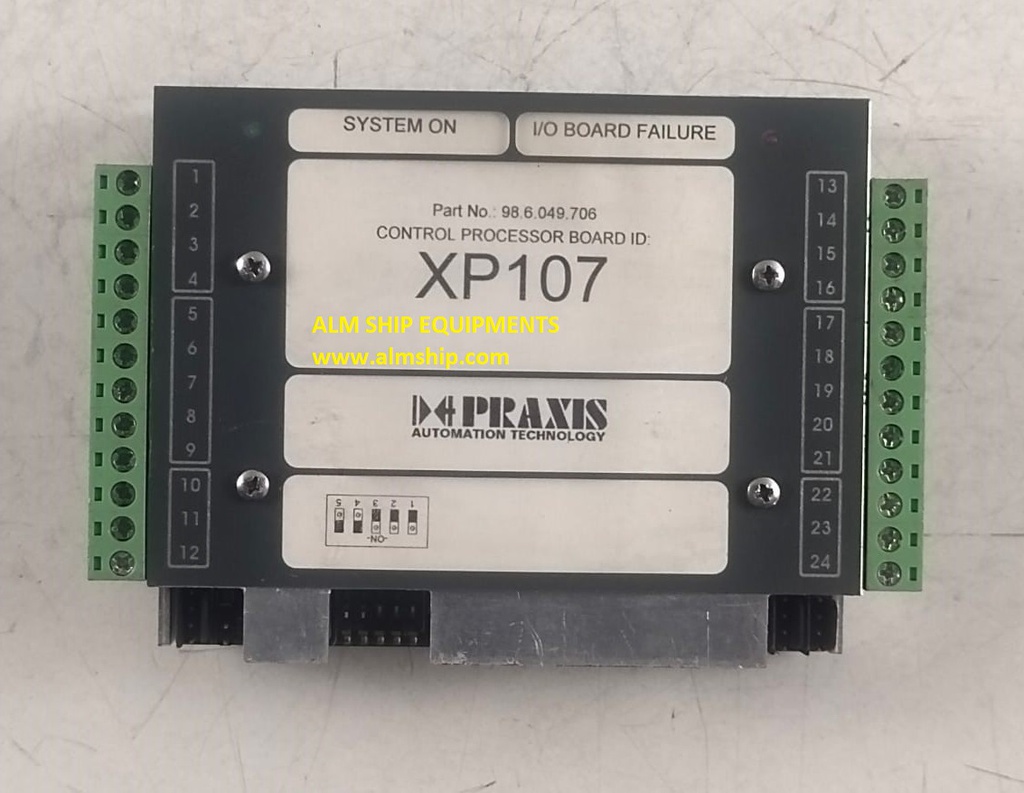 SYSTEM ON
I/O BOARD FAILURE
1
2
3
4
5
6
7
8
9
10
11
12
Part No.: 98.6.049.706
CONTROL PROCESSOR BOARD ID:
XP107
ALM SHIP EQUIPMENTS
www.almship.com
PRAXIS
AUTOMATION TECHNOLOGY
5 4 3 2 1
-ON-
13
14
15
16
17
18
19
20
21
22
23
24